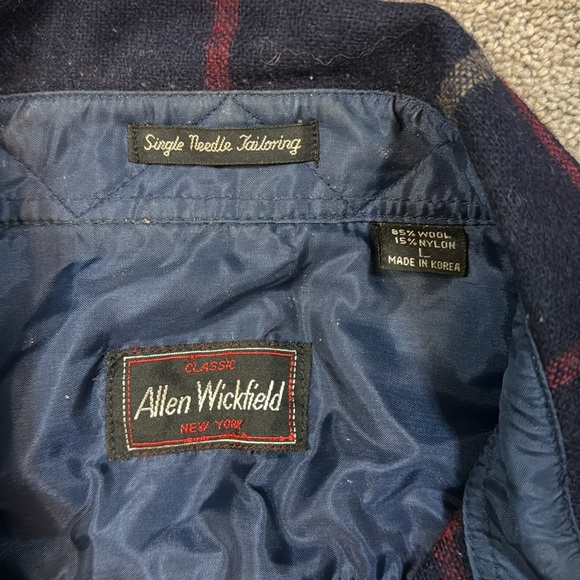 Single Needle Tailoring
85% WOOL
15% NYLON
L
MADE IN KOREA
CLASSIC
Allen Wickfield
NEW YORK